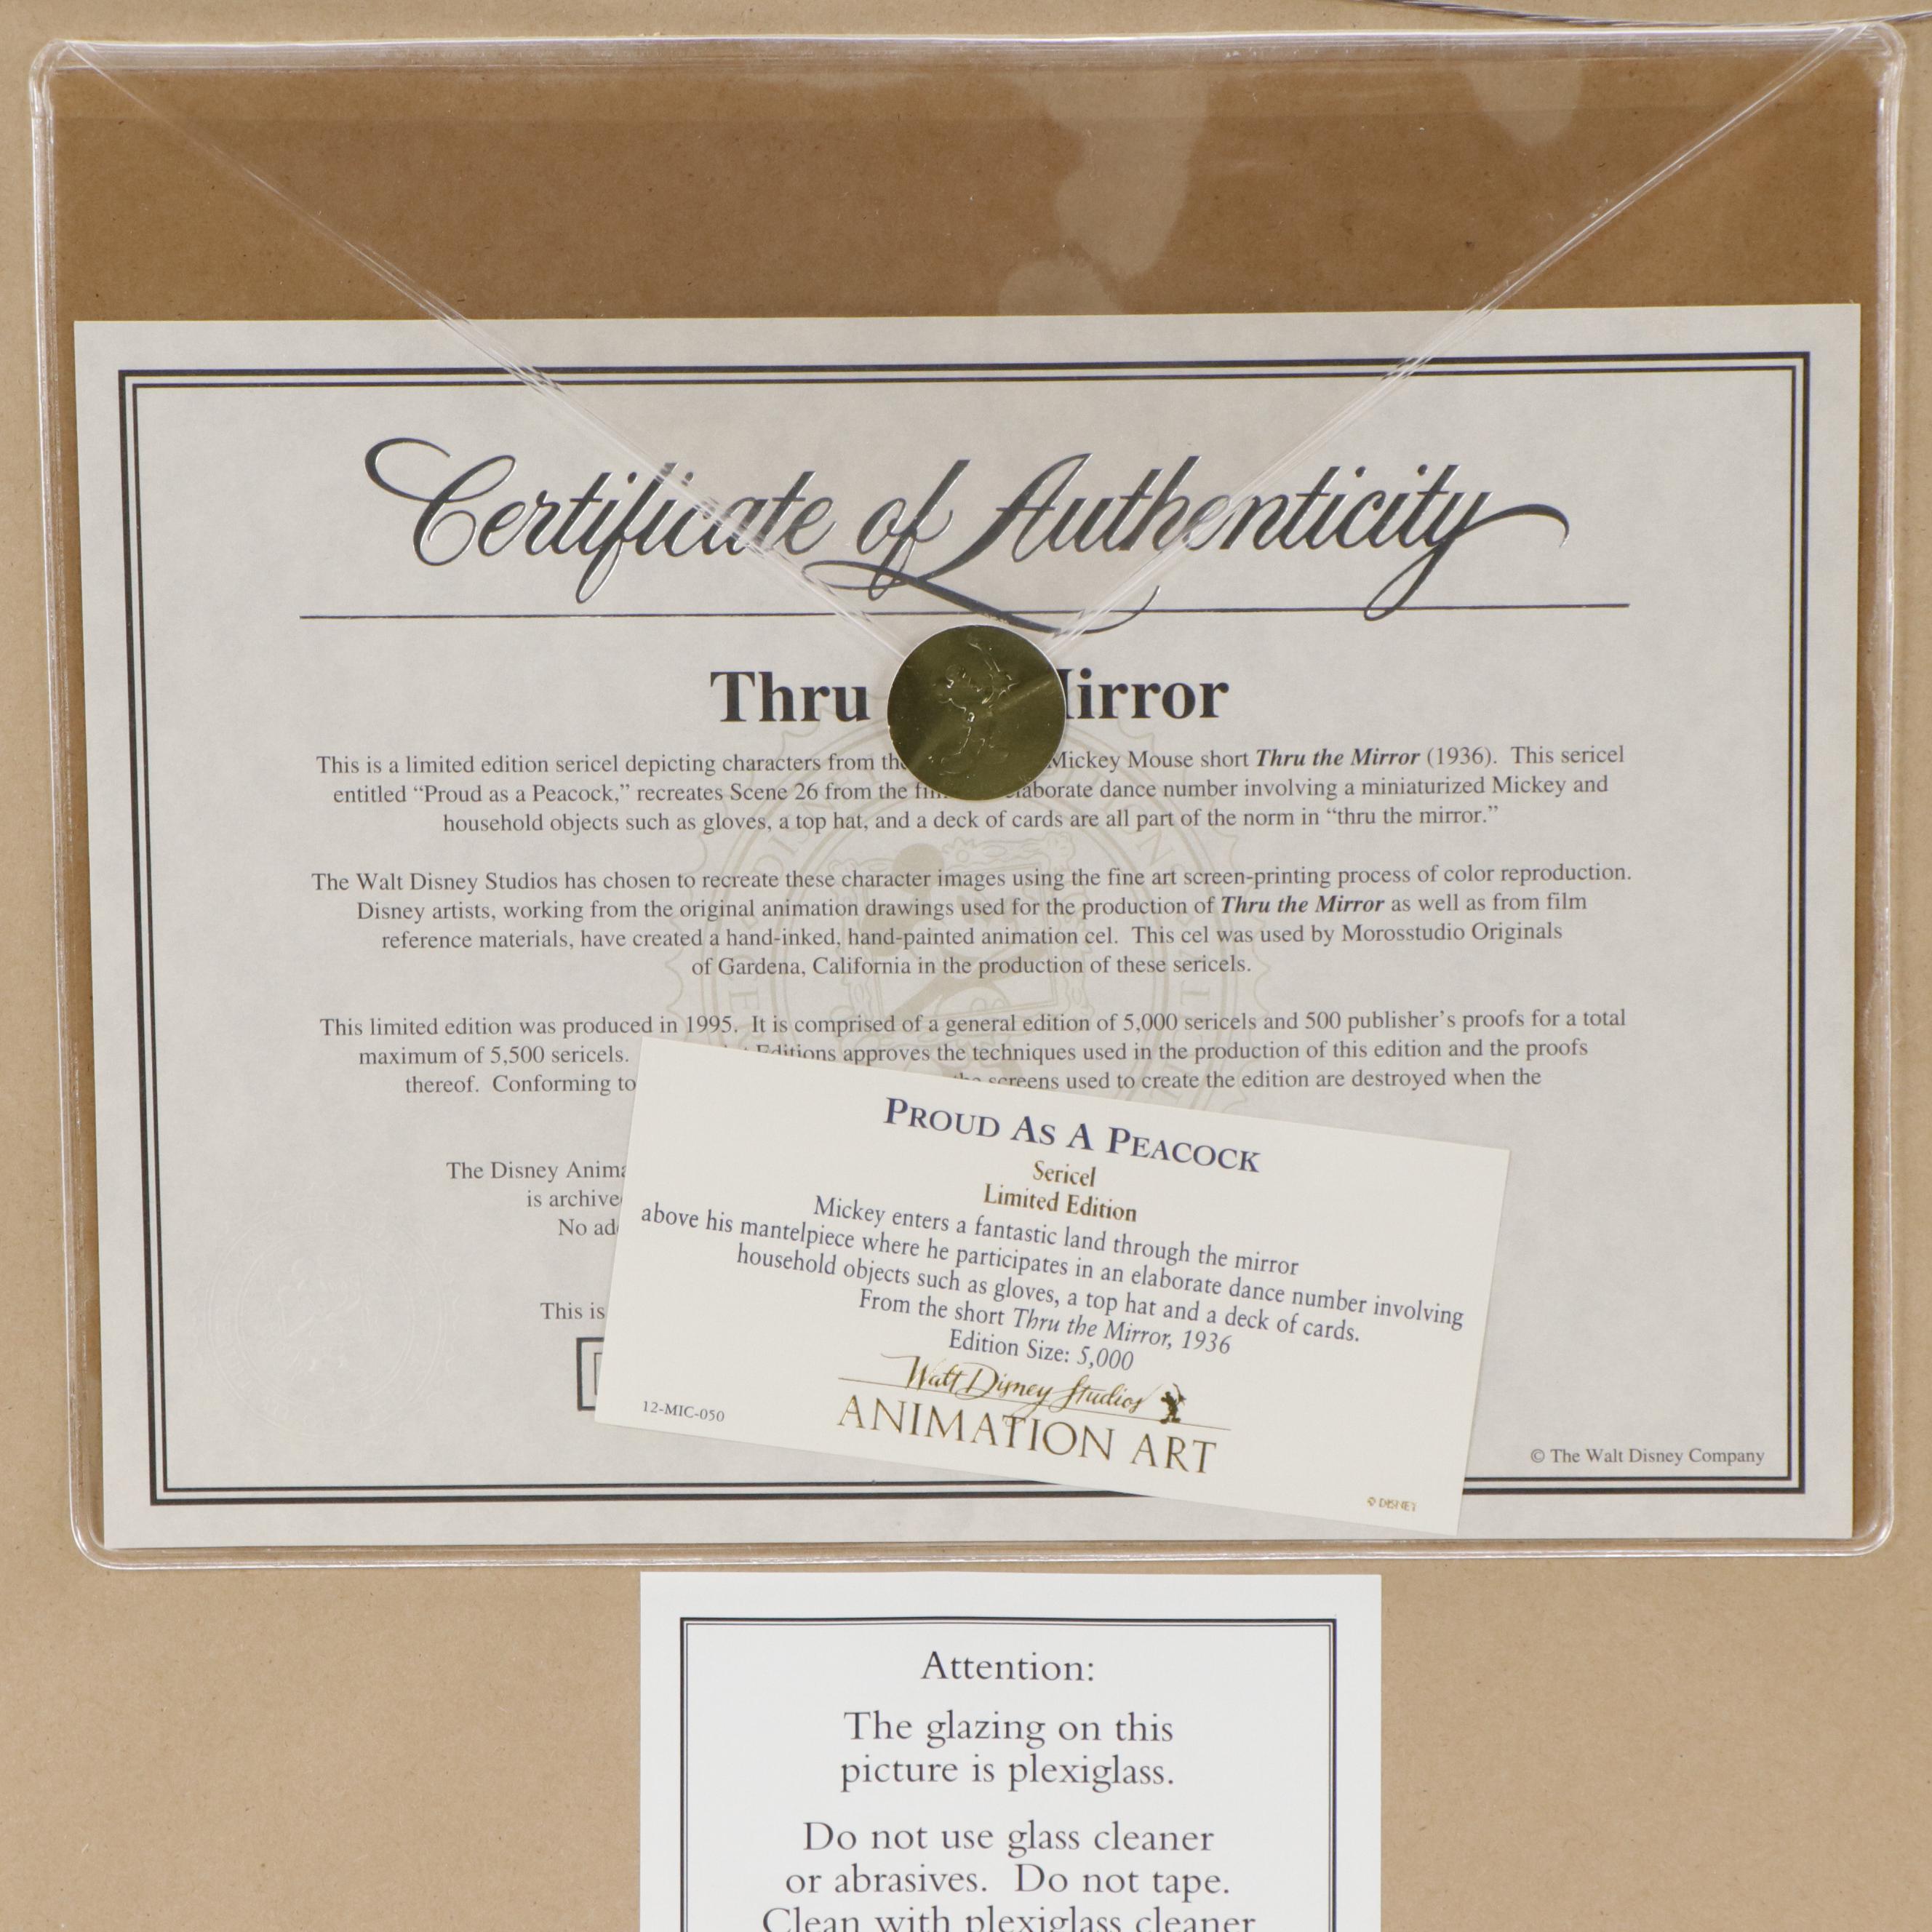 Certificate of Authenticity
Thru
This is a limited edition sericel depicting characters from Mickey Mouse short Thru the Mirror (1936). This sericel
entitled “Proud as a Peacock,” recreates Scene 26 from the dance number involving a miniaturized Mickey and
household objects such as gloves, a top hat, and a deck of cards are all part of the norm in “thru the mirror.”
The Walt Disney Studios has chosen to recreate these character images using the fine art screen-printing process of color reproduction.
Disney artists, working from the original animation drawings used for the production of Thru the Mirror as well as from film
reference materials, have created a hand-inked, hand-painted animation cel. This cel was used by Morosstudio Originals
of Gardena, California in the production of these sericels.
This limited edition was produced in 1995. It is comprised of a general edition of 5,000 sericels and 500 publisher’s proofs for a total
maximum of 5,500 sericels. Editions approves the techniques used in the production of this edition and the proofs
thereof. Conforming to screens used to create the edition are destroyed when the
The Disney
is
No
This is
PROUD AS A PEACOCK
Sericel
Limited Edition
Mickey enters a fantastic land through the mirror
above his mantelpiece where he participates in an elaborate dance number involving
household objects such as gloves, a top hat and a deck of cards.
From the short Thru the Mirror, 1936
Edition Size: 5,000
Walt Disney Studios
ANIMATION ART
12-MIC-050
© DISNEY
© The Walt Disney Company
Attention:
The glazing on this
picture is plexiglass.
Do not use glass cleaner
or abrasives. Do not tape.
Clean with plexiglass cleaner